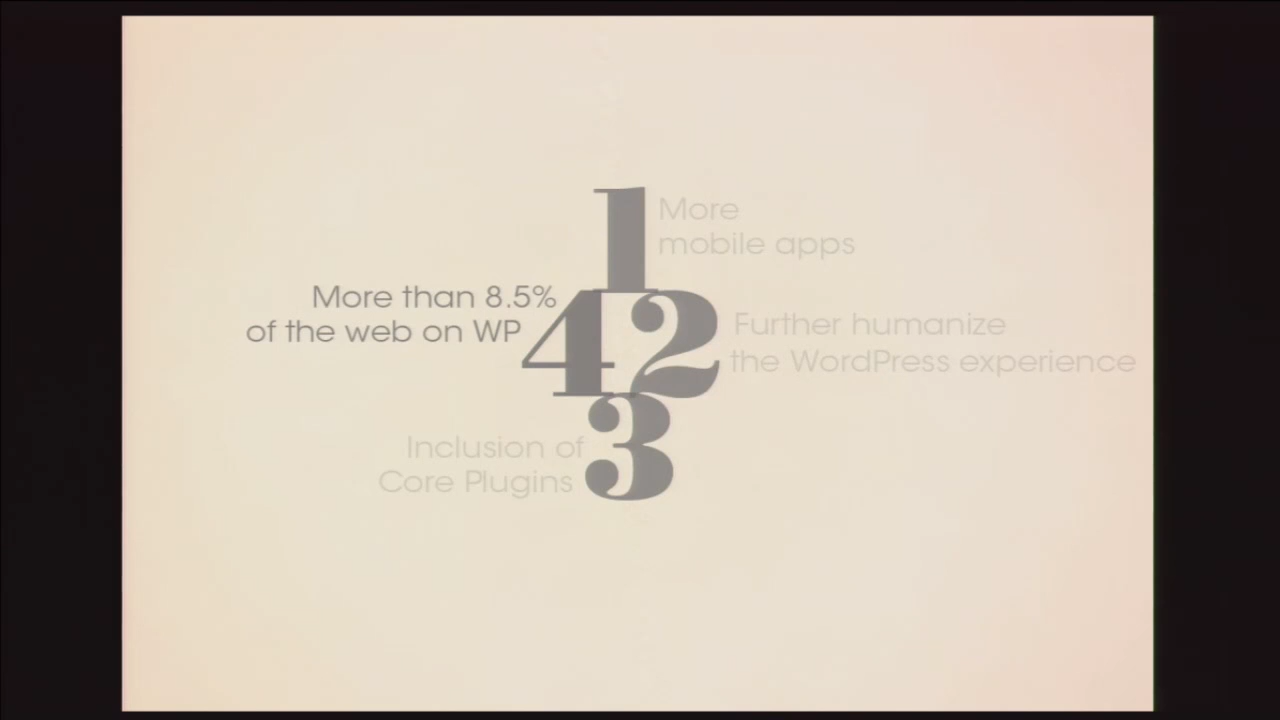 1
More
mobile apps
2
Further humanize
the WordPress experience
3
Inclusion of
Core Plugins
4
More than 8.5%
of the web on WP